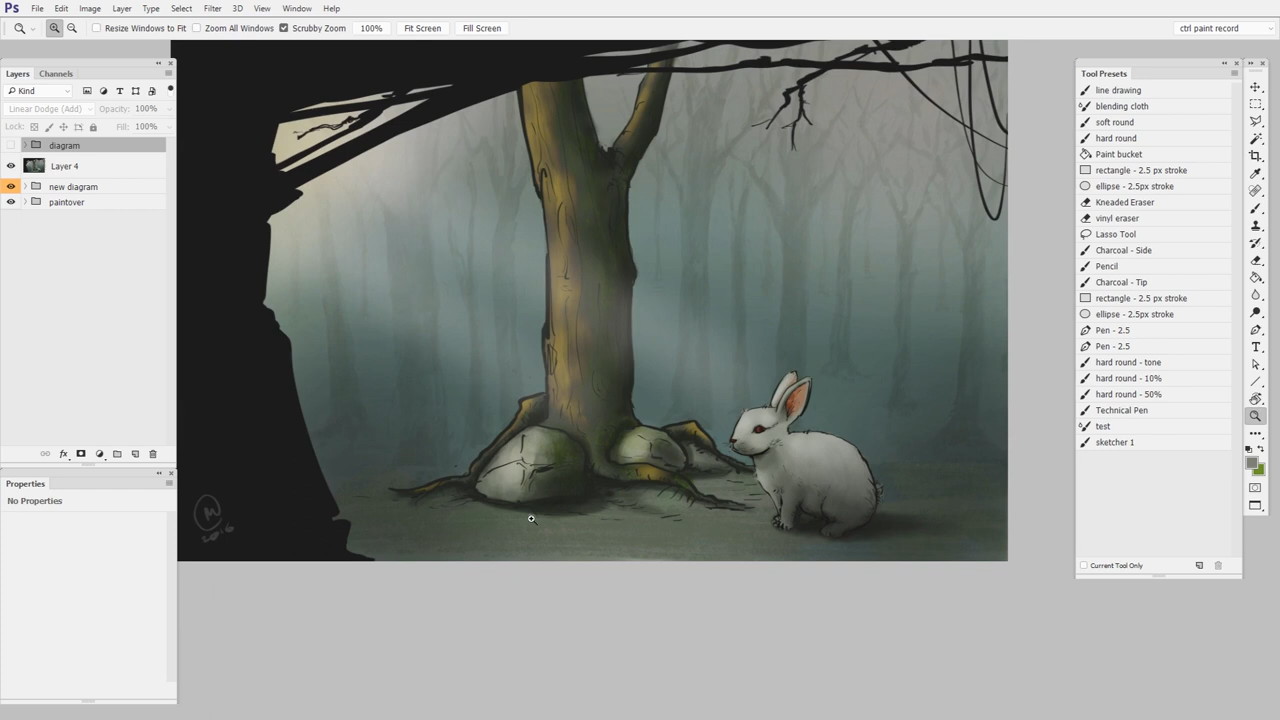 Ps File Edit Image Layer Type Select Filter 3D View Window Help
Resize Windows to Fit Zoom All Windows Scrubby Zoom 100% Fit Screen Fill Screen ctrl paint record
Layers Channels
Kind
Linear Dodge (Add) Opacity: 100%
Lock: Fill: 100%
diagram
Layer 4
new diagram
paintover
fx
Properties
No Properties
M
2016
Tool Presets
line drawing
blending cloth
soft round
hard round
Paint bucket
rectangle - 2.5 px stroke
ellipse - 2.5px stroke
Kneaded Eraser
vinyl eraser
Lasso Tool
Charcoal - Side
Pencil
Charcoal - Tip
rectangle - 2.5 px stroke
ellipse - 2.5px stroke
Pen - 2.5
Pen - 2.5
hard round - tone
hard round - 10%
hard round - 50%
Technical Pen
test
sketcher 1
Current Tool Only